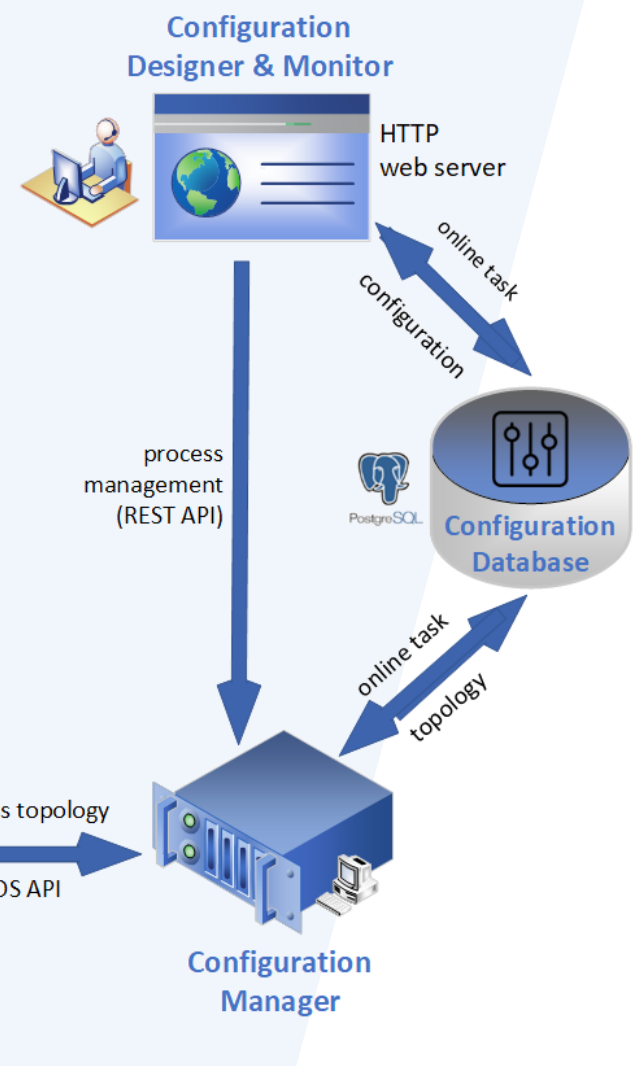 Configuration
Designer & Monitor
HTTP
web server
online task
configuration
process
management
(REST API)
PostgreSQL
Configuration
Database
online task
topology
s topology
OS API
Configuration
Manager